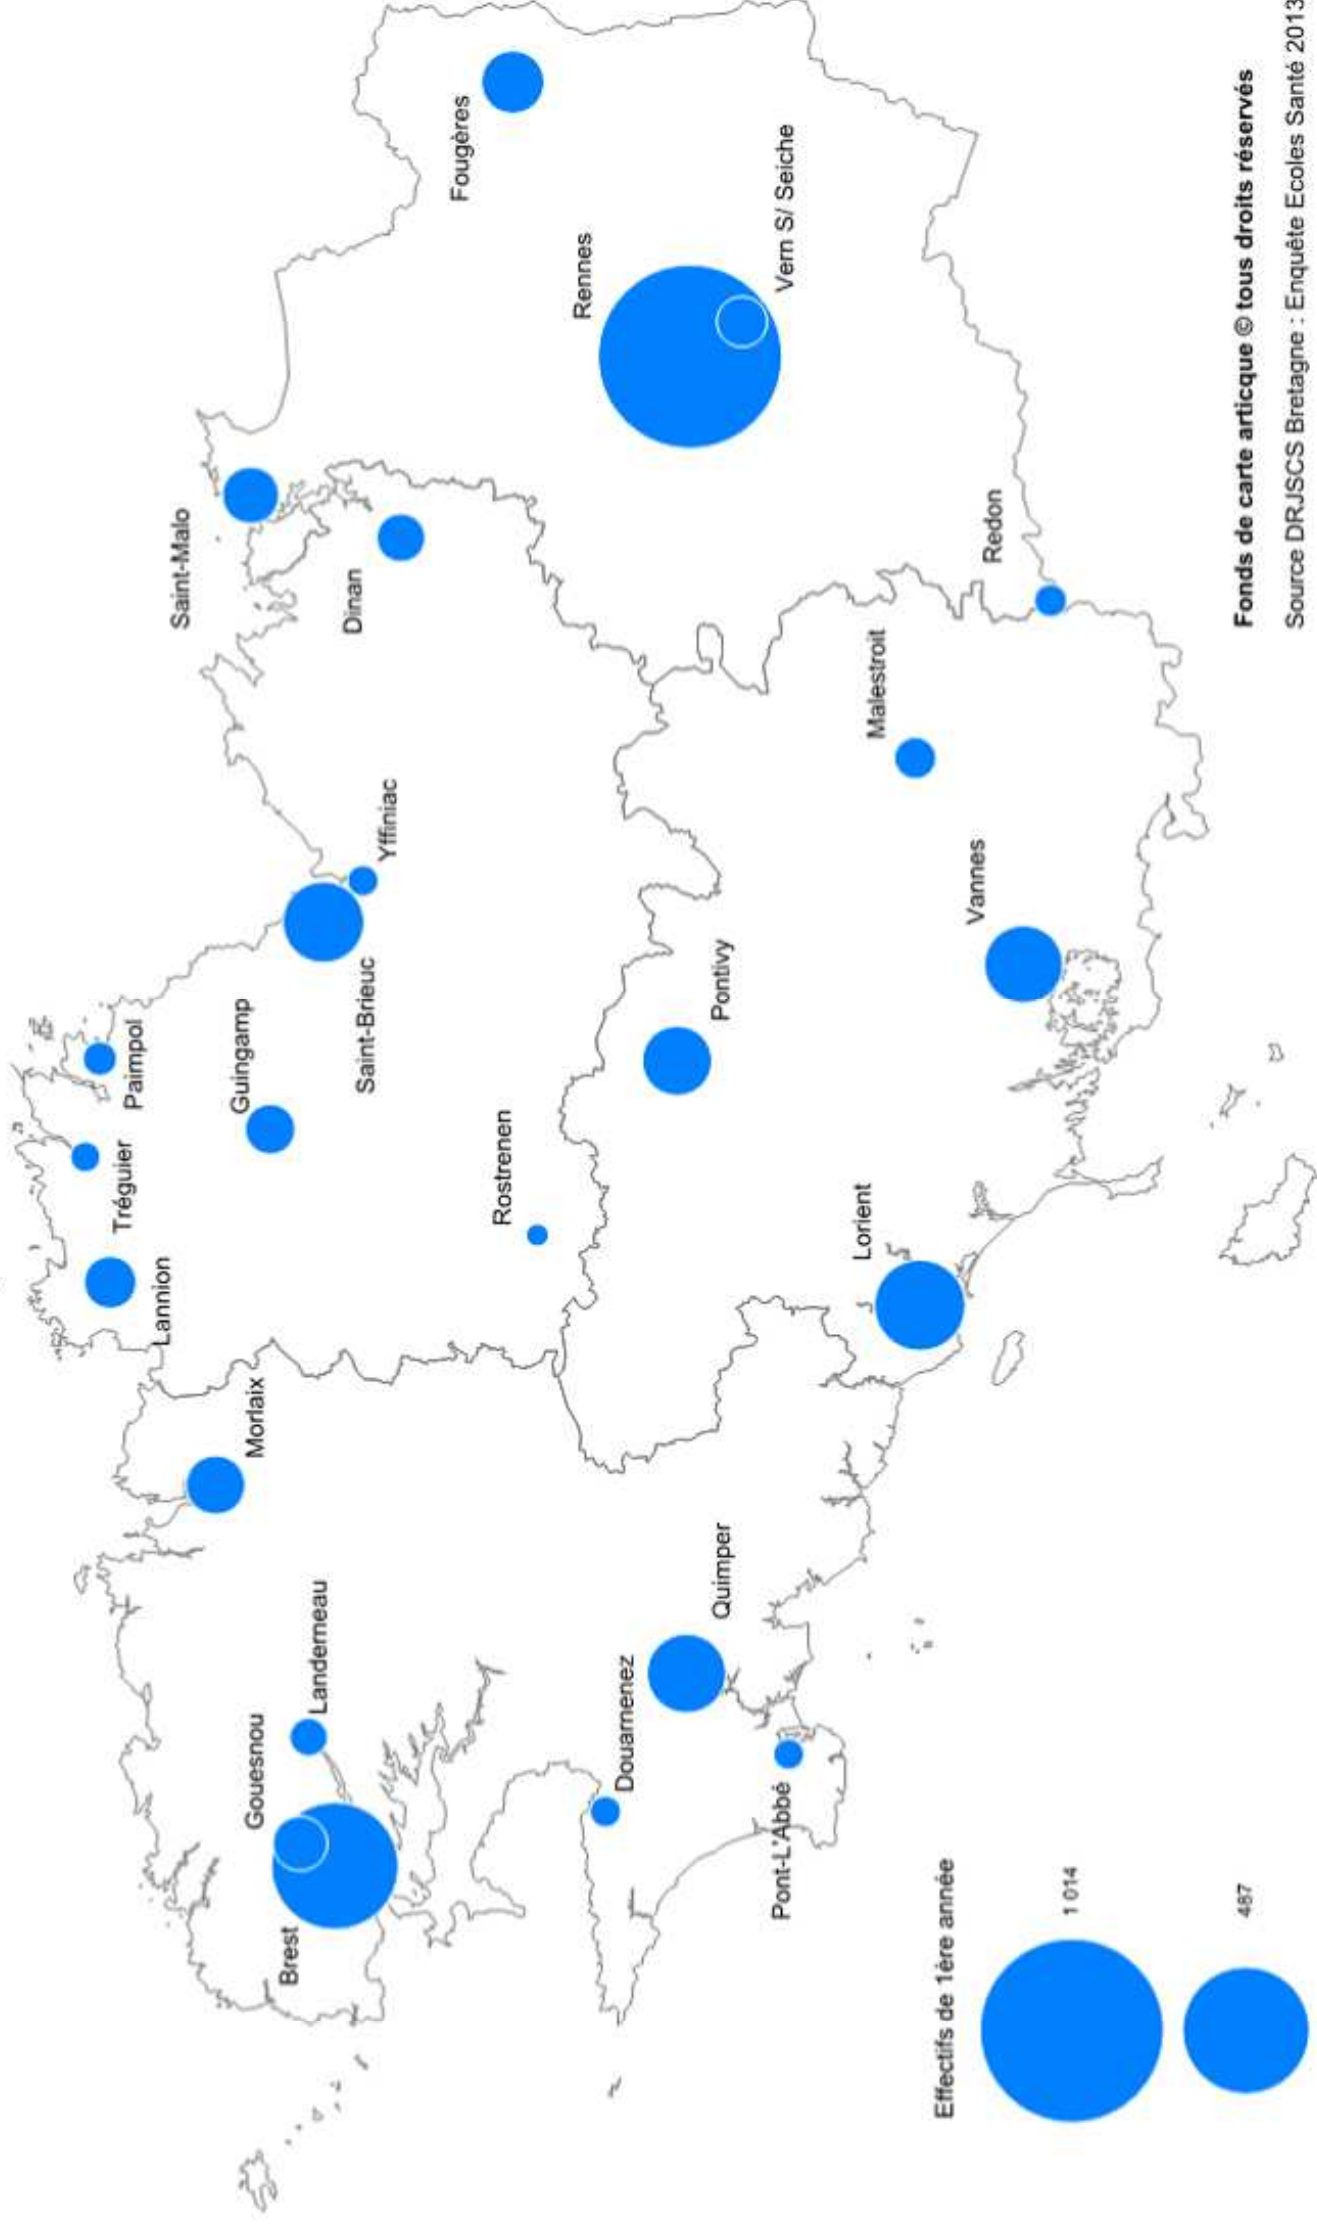 Paimpol
Tréguier
Lannion
Saint-Malo
Guingamp
Morlaix
Dinan
Yffiniac
Saint-Brieuc
Gouesnou
Landerneau
Brest
Fougères
Rostrenen
Rennes
Douarnenez
Pontivy
Quimper
Vern S/ Seiche
Pont-L'Abbé
Lorient
Malestroit
Vannes
Redon
Effectifs de 1ère année
1 014
487
Fonds de carte articque © tous droits réservés
Source DRJSCS Bretagne : Enquête Ecoles Santé 2013